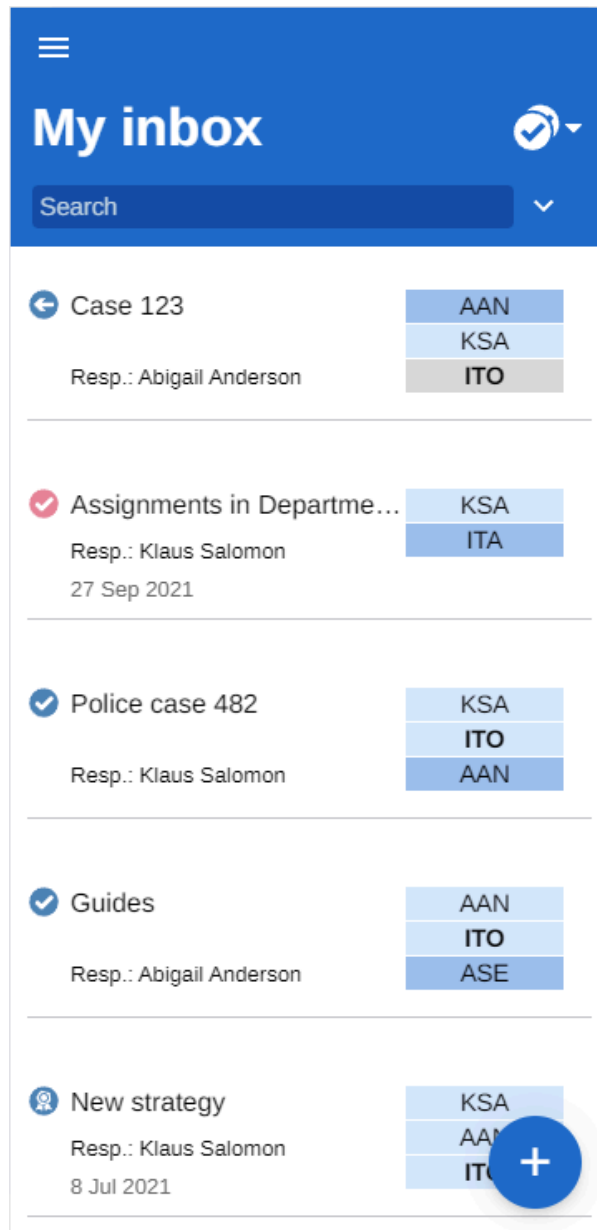 My inbox
Search
Case 123
AAN
KSA
Resp.: Abigail Anderson
ITO
Assignments in Departme...
KSA
Resp.: Klaus Salomon
ITA
27 Sep 2021
Police case 482
KSA
ITO
Resp.: Klaus Salomon
AAN
Guides
AAN
ITO
Resp.: Abigail Anderson
ASE
New strategy
KSA
Resp.: Klaus Salomon
8 Jul 2021